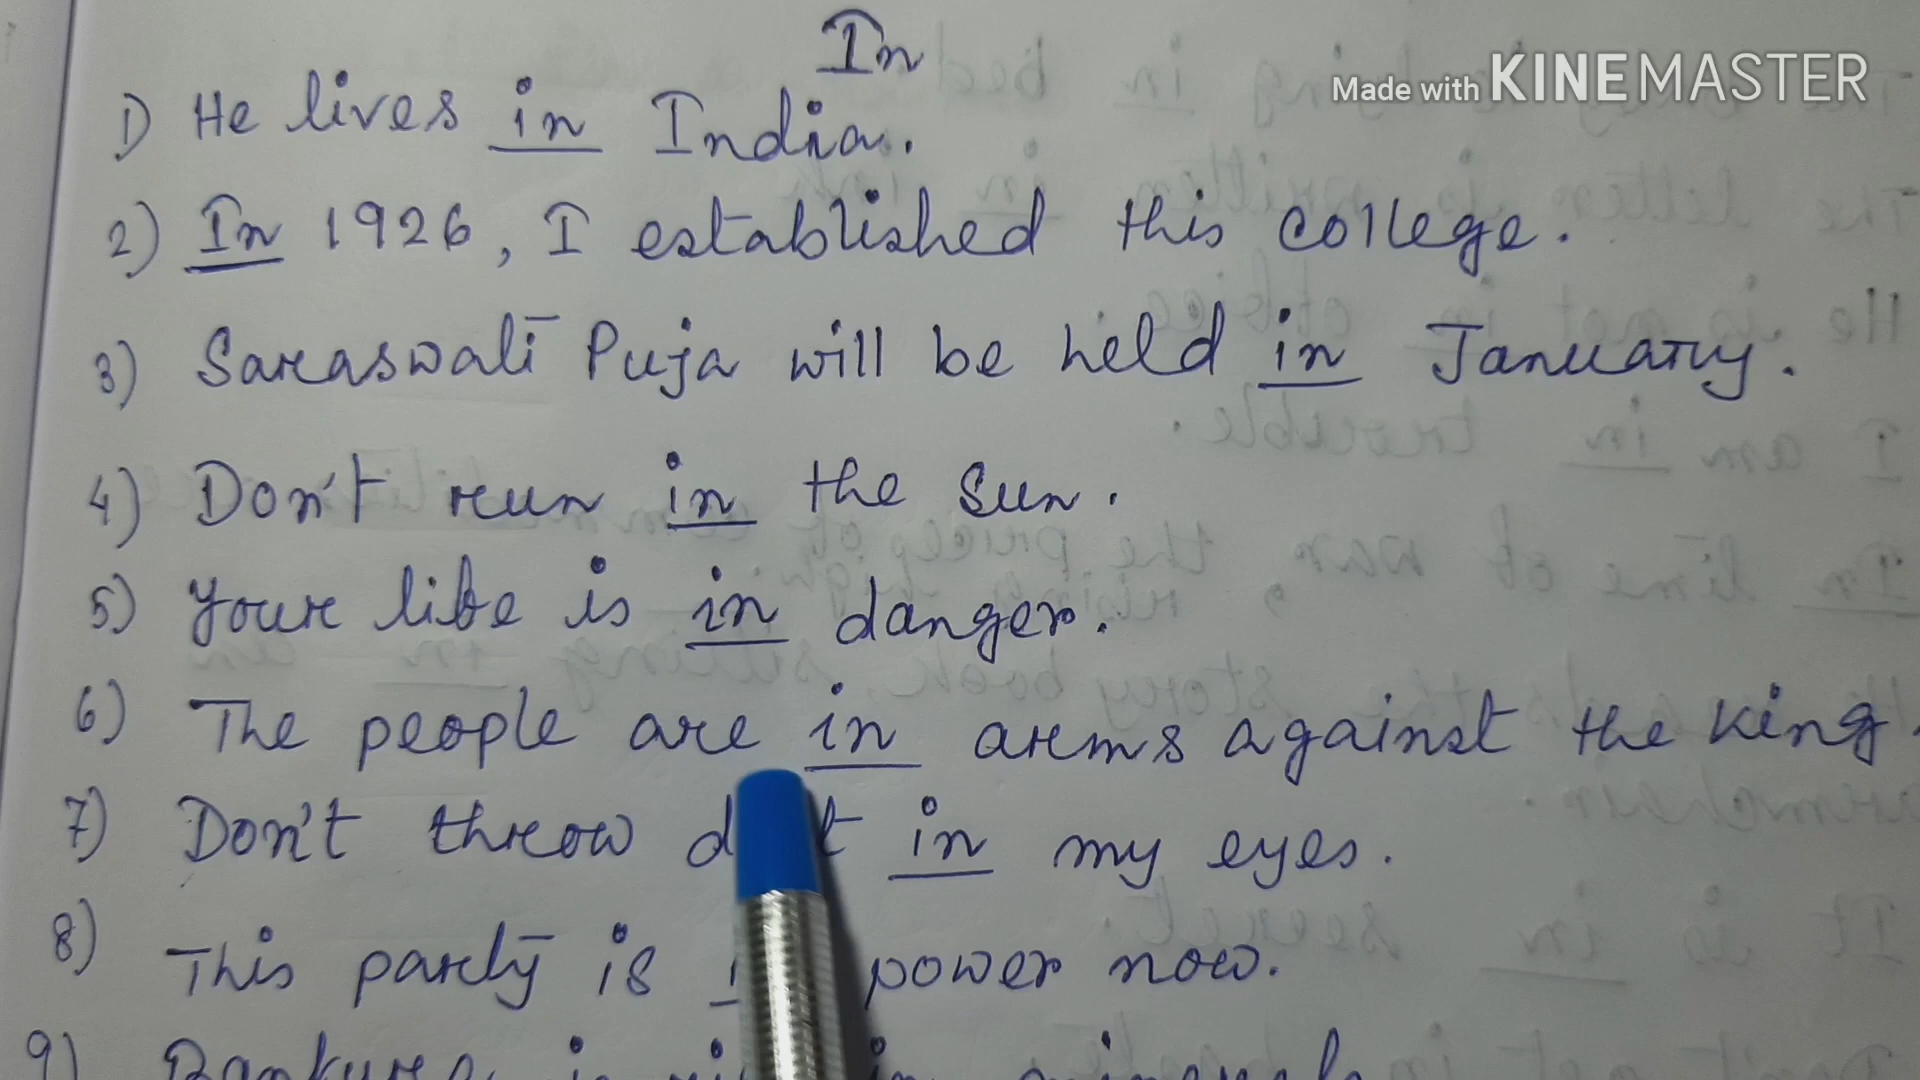 In
Made with KINEMASTER
1) He lives in India.
2) In 1926, I established this college.
3) Saraswati Puja will be held in January.
4) Don't run in the sun.
5) Your life is in danger.
6) The people are in arms against the king.
7) Don't throw in my eyes.
8) This party is power now.
9) in